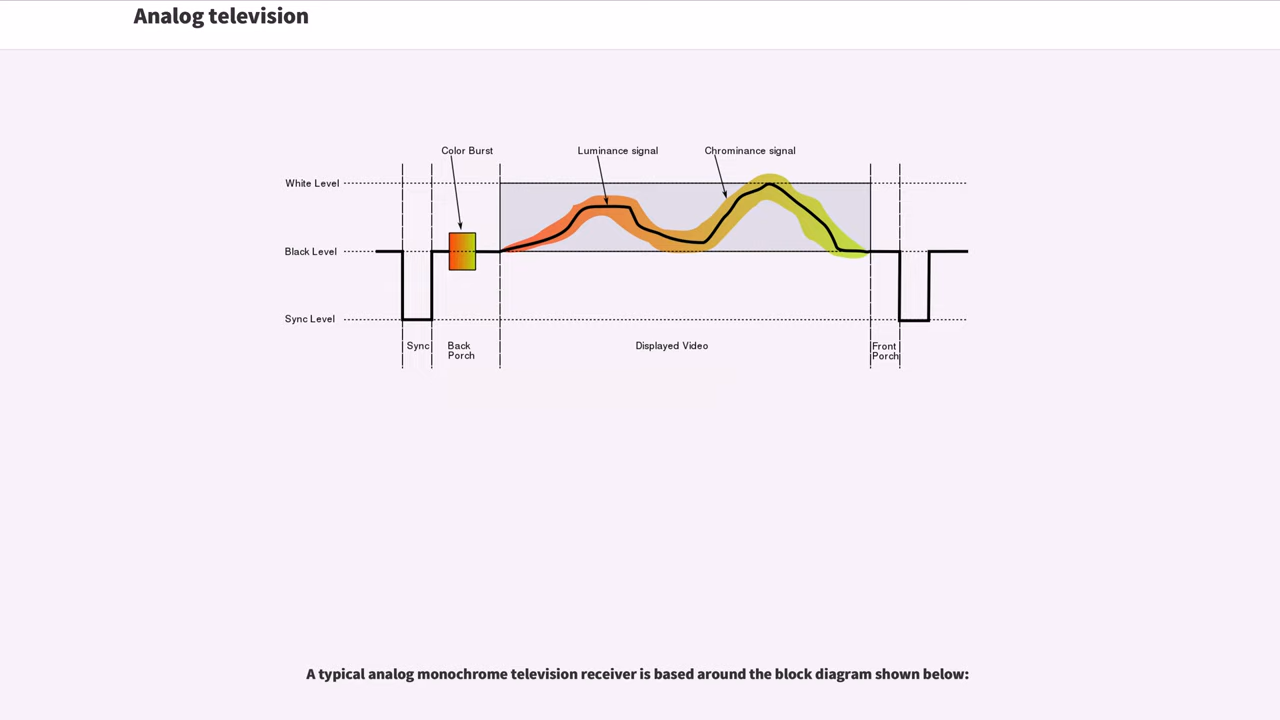 Analog television
Color Burst
Luminance signal
Chrominance signal
White Level
Black Level
Sync Level
Sync
Back
Porch
Displayed Video
Front
Porch
A typical analog monochrome television receiver is based around the block diagram shown below: